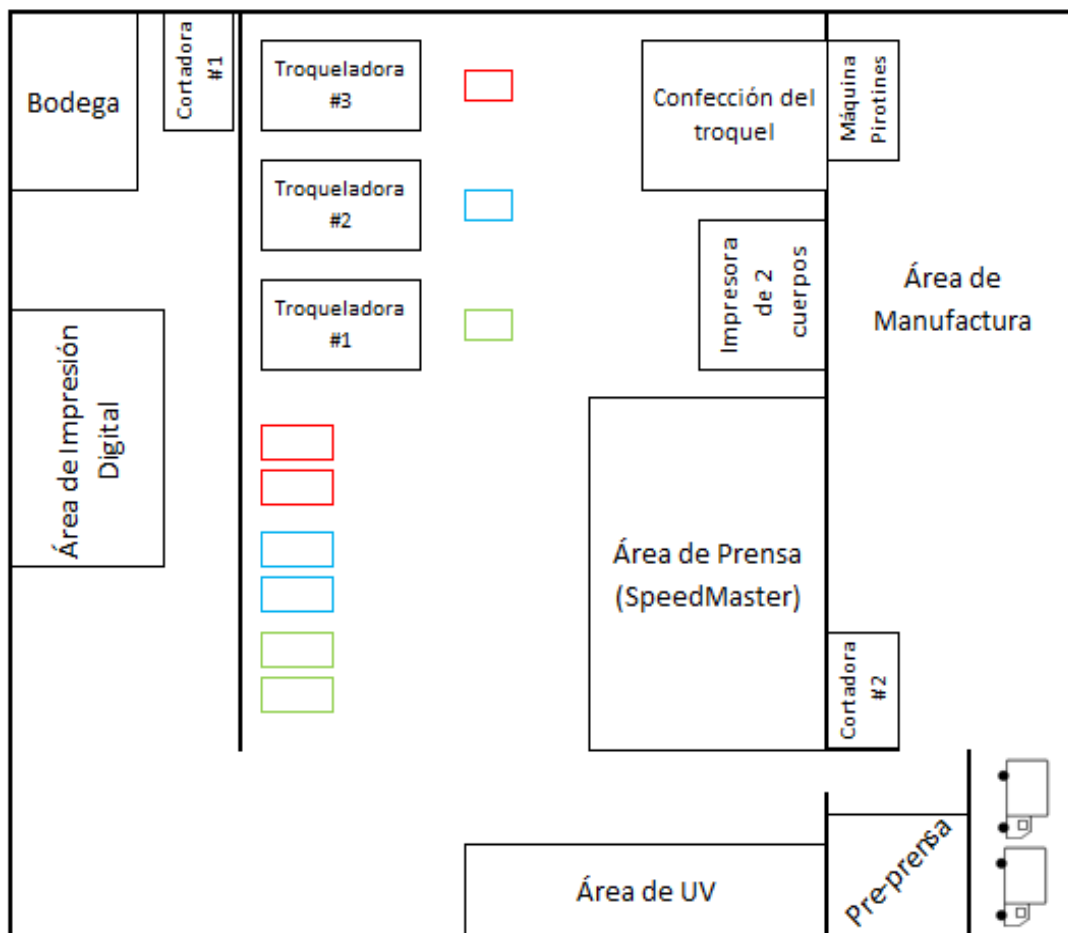 Bodega
Cortadora
#1
Troqueladora
#3
Confección del
troquel
Máquina
Pirotines
Troqueladora
#2
Impresora
de 2
cuerpos
Área de
Manufactura
Troqueladora
#1
Área de Impresión
Digital
Área de Prensa
(SpeedMaster)
Cortadora
#2
Área de UV
Pre-prensa